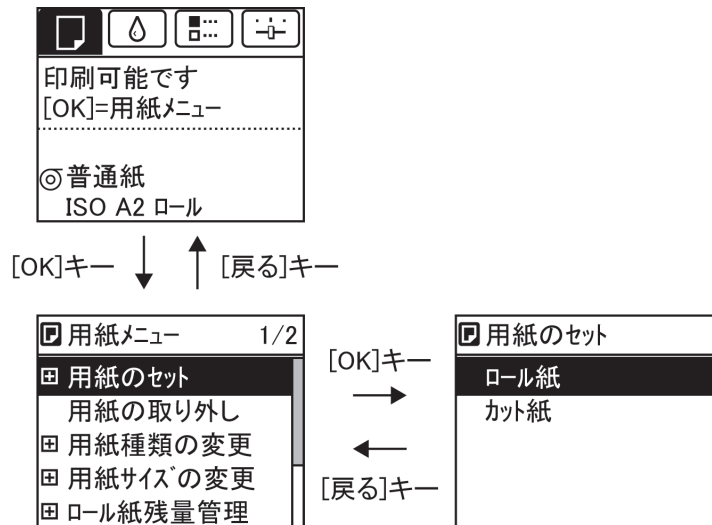 印刷可能です
[OK]=用紙メニュー
普通紙
ISO A2 ロール
[OK]キー
[戻る]キー
用紙メニュー 1/2
用紙のセット
用紙の取り外し
用紙種類の変更
用紙サイズの変更
ロール紙残量管理
[OK]キー
[戻る]キー
用紙のセット
ロール紙
カット紙